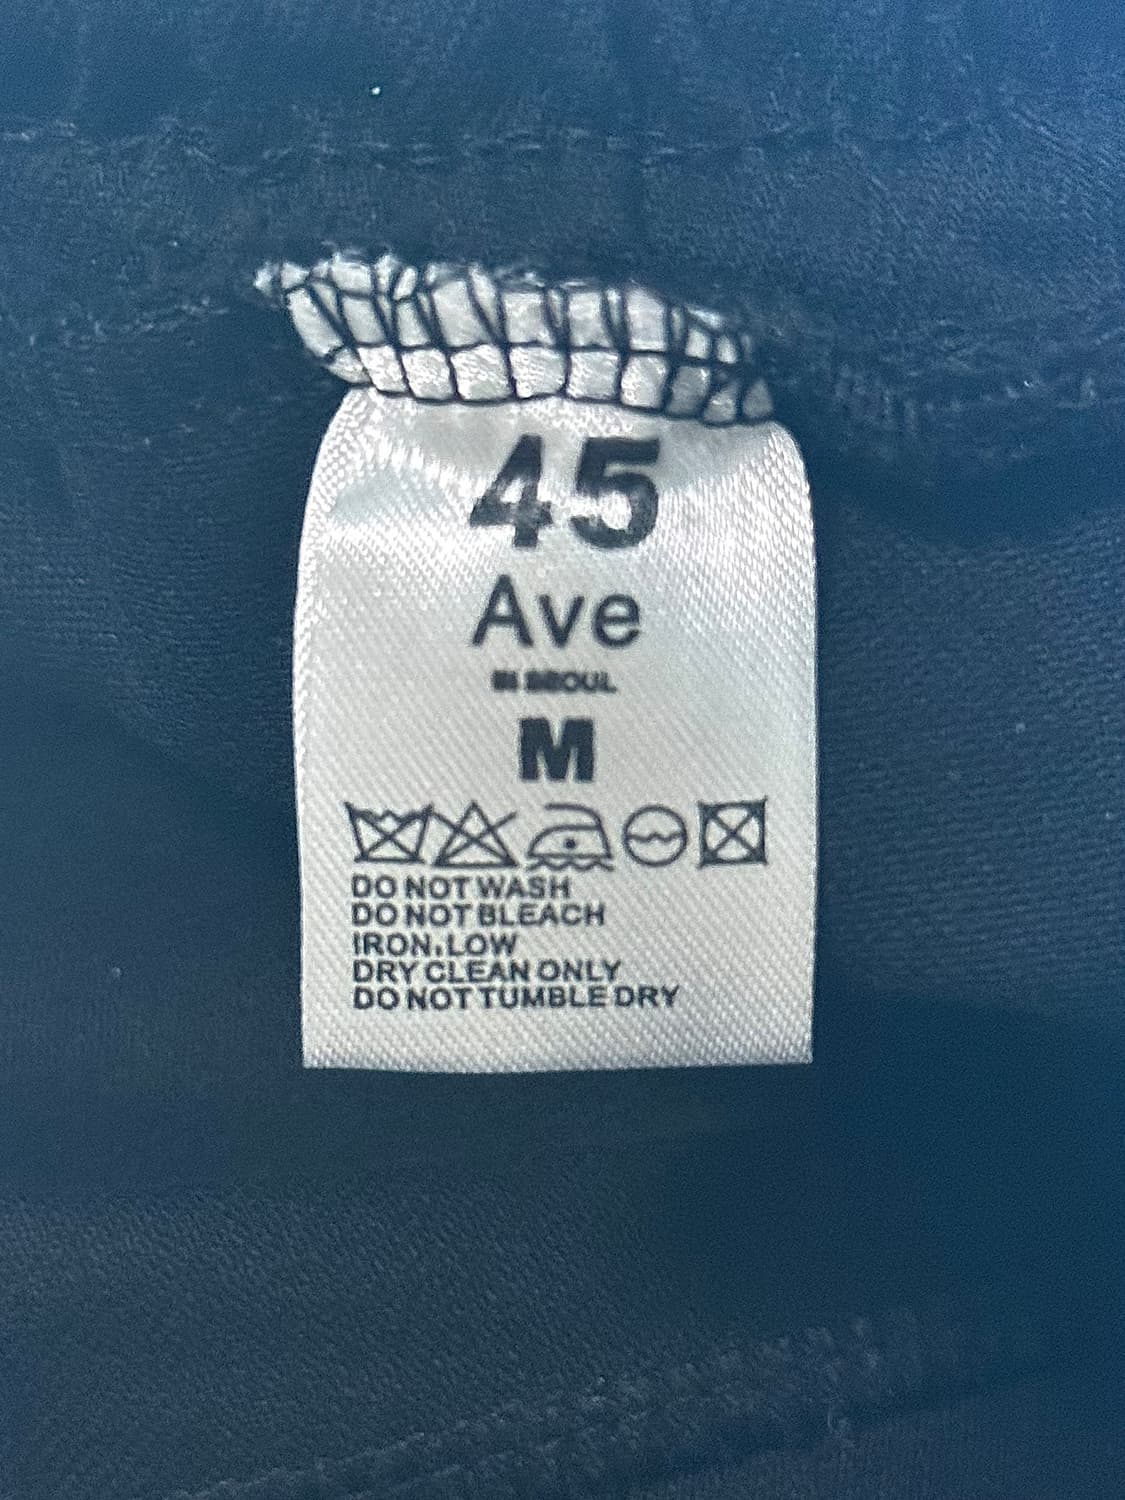 45
Ave
IN SEOUL
M
DO NOT WASH
DO NOT BLEACH
IRON.LOW
DRY CLEAN ONLY
DO NOT TUMBLE DRY